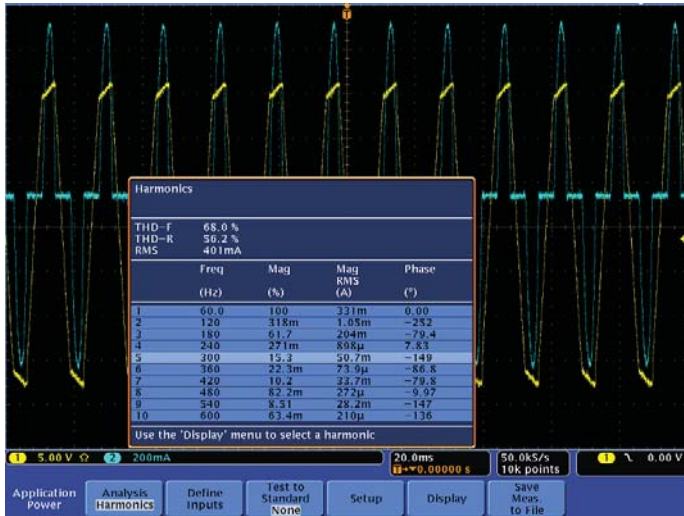 T
Harmonics
THD-F 68.0 %
THD-R 56.2 %
RMS 401mA
Freq Mag Mag RMS Phase
(Hz) (%) (A) (°)
1 60.0 100 331m 0.00
2 120 318m 1.05m -252
3 180 61.7 204m -79.4
4 240 271m 898µ 7.83
5 300 15.3 50.7m -149
6 360 22.3m 73.9µ -86.8
7 420 10.2 33.7m -79.8
8 480 82.2m 272µ -9.97
9 540 8.51 28.2m -147
10 600 63.4m 210µ -136
Use the 'Display' menu to select a harmonic
1 5.00 V Ω 2 200mA 20.0ms 50.0kS/s 1 \ 0.00 V
T→▼0.00000 s 10k points
Application Power
Analysis Harmonics
Define Inputs
Test to Standard None
Setup
Display
Save Meas. to File